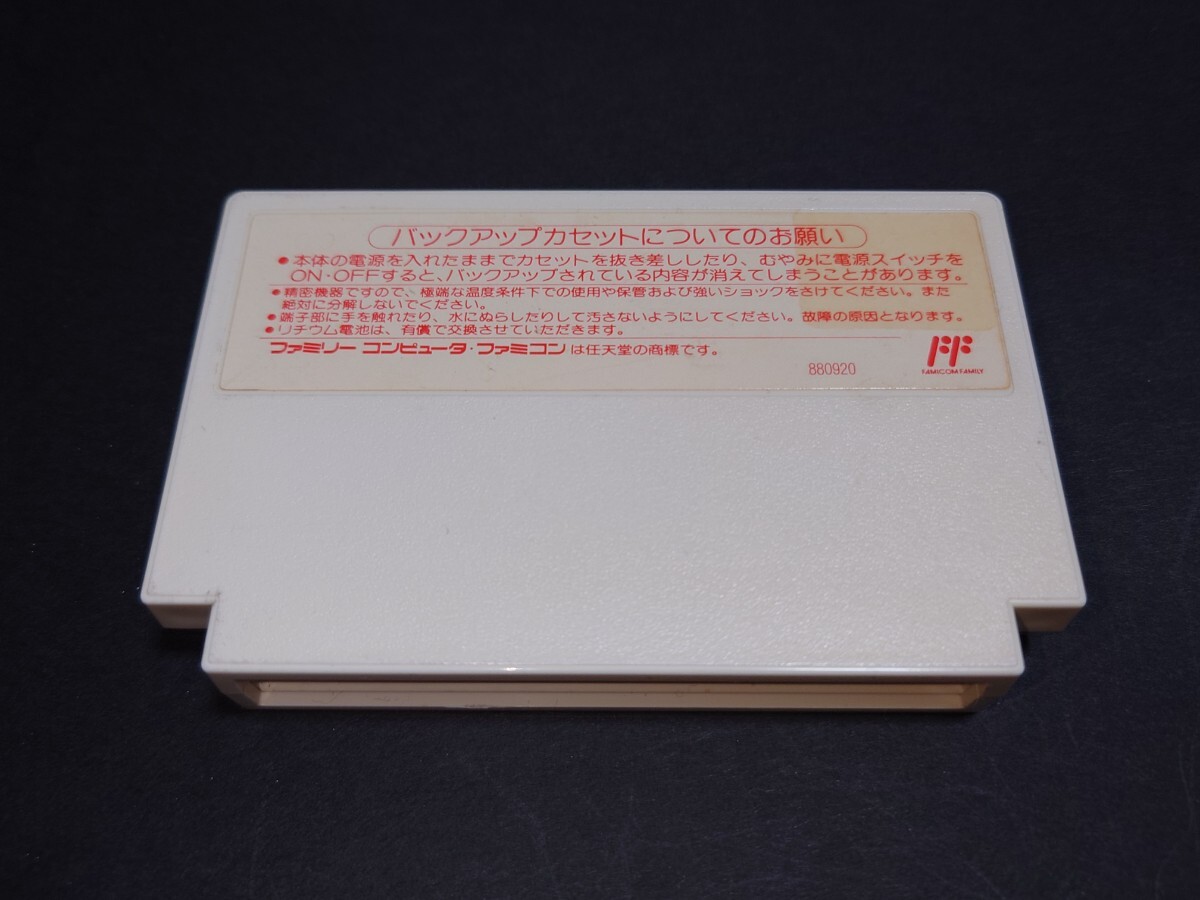 バックアップカセットについてのお願い
●本体の電源を入れたままでカセットを抜き差ししたり、むやみに電源スイッチを
ON・OFFすると、バックアップされている内容が消えてしまうことがあります。
●精密機器ですので、極端な温度条件下での使用や保管および強いショックをさけてください。また
絶対に分解しないでください。
●端子部に手を触れたり、水にぬらしたりして汚さないようにしてください。故障の原因となります。
●リチウム電池は、有償で交換させていただきます。
ファミリー コンピュータ・ファミコンは任天堂の商標です。
880920
FF
FAMICOM FAMILY